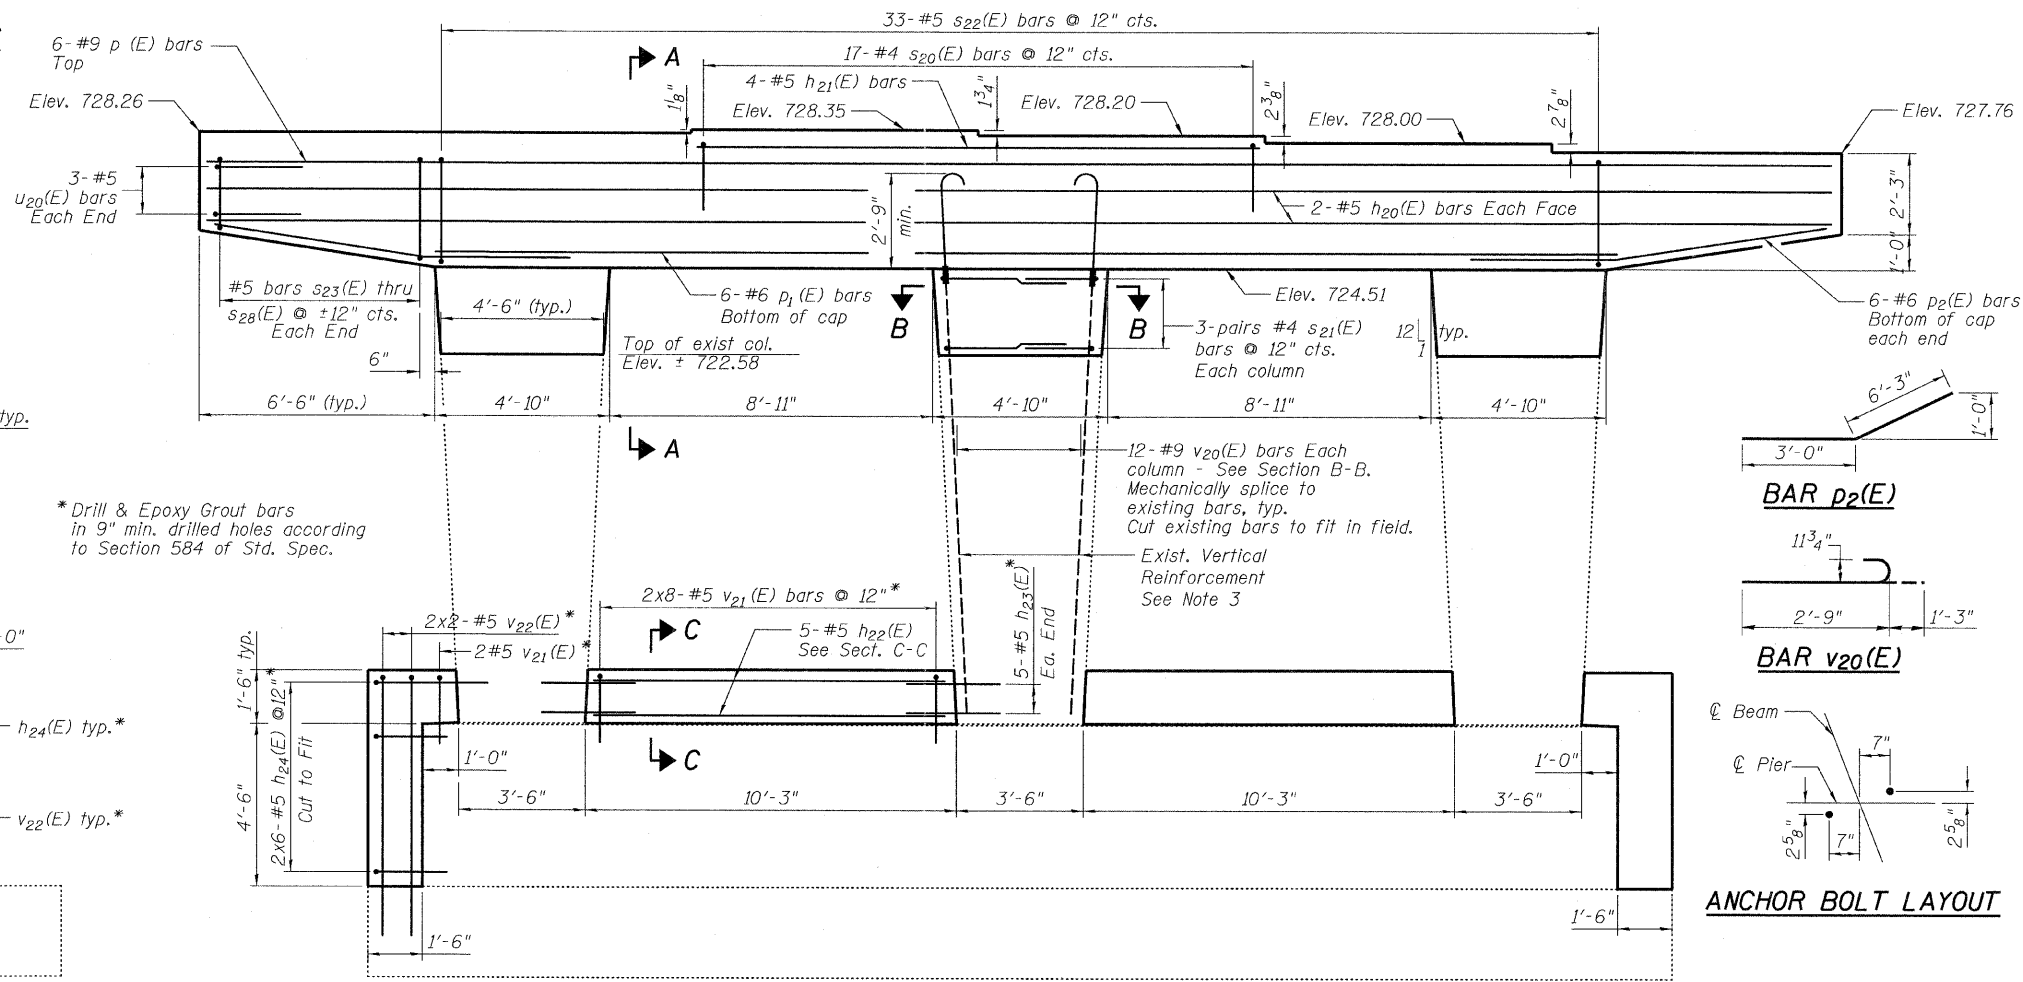 33-#5 s22(E) bars @ 12" cts.
6-#9 p (E) bars
Top
A
17-#4 s20(E) bars @ 12" cts.
4-#5 h21(E) bars
Elev. 728.26
1⅛"
Elev. 728.35
1¾"
Elev. 728.20
2⅜"
Elev. 728.00
2⅞"
Elev. 727.76
3-#5
u20(E) bars
Each End
2'-9"
min.
2-#5 h20(E) bars Each Face
2'-3"
1'-0"
#5 bars s23(E) thru
s28(E) @ ±12" cts.
Each End
4'-6" (typ.)
6-#6 p1 (E) bars
Bottom of cap
B
B
Elev. 724.51
6-#6 p2(E) bars
Bottom of cap
each end
Top of exist col.
Elev. ± 722.58
3-pairs #4 s21(E)
bars @ 12" cts.
Each column
12
1
typ.
6"
6'-6" (typ.)
4'-10"
8'-11"
4'-10"
8'-11"
4'-10"
6'-3"
1'-0"
3'-0"
BAR p2(E)
typ.
A
12-#9 v20(E) bars Each
column - See Section B-B.
Mechanically splice to
existing bars, typ.
Cut existing bars to fit in field.
* Drill & Epoxy Grout bars
in 9" min. drilled holes according
to Section 584 of Std. Spec.
Exist. Vertical
Reinforcement
See Note 3
11¾"
2'-9"
1'-3"
BAR v20(E)
2x8-#5 v21 (E) bars @ 12"*
5-#5 h23(E)*
Ea. End
0"
2x2-#5 v22(E)*
2#5 v21(E)*
C
5-#5 h22(E)
See Sect. C-C
1'-6" typ.
h24(E) typ.*
C
2x6-#5 h24(E) @12"*
Cut to Fit
4'-6"
v22(E) typ.*
1'-0"
3'-6"
10'-3"
3'-6"
10'-3"
3'-6"
1'-0"
℄ Beam
℄ Pier
7"
2⅝"
7"
2⅝"
ANCHOR BOLT LAYOUT
1'-6"
1'-6"